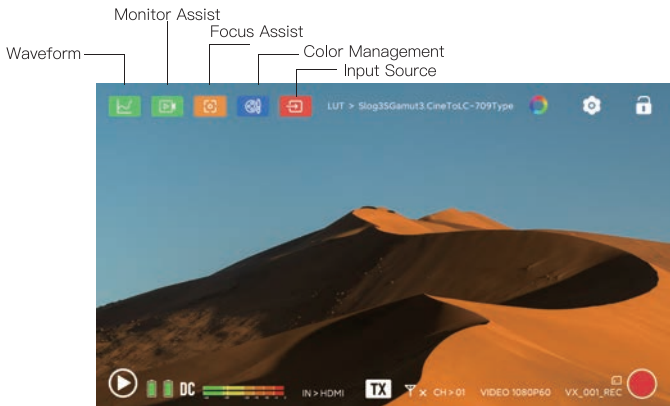 Monitor Assist
Focus Assist
Waveform
Color Management
Input Source
LUT > Slog3SGamut3.CineToLC-709Type
DC
IN > HDMI
TX
CH > 01
VIDEO 1080P60
VX_001_REC